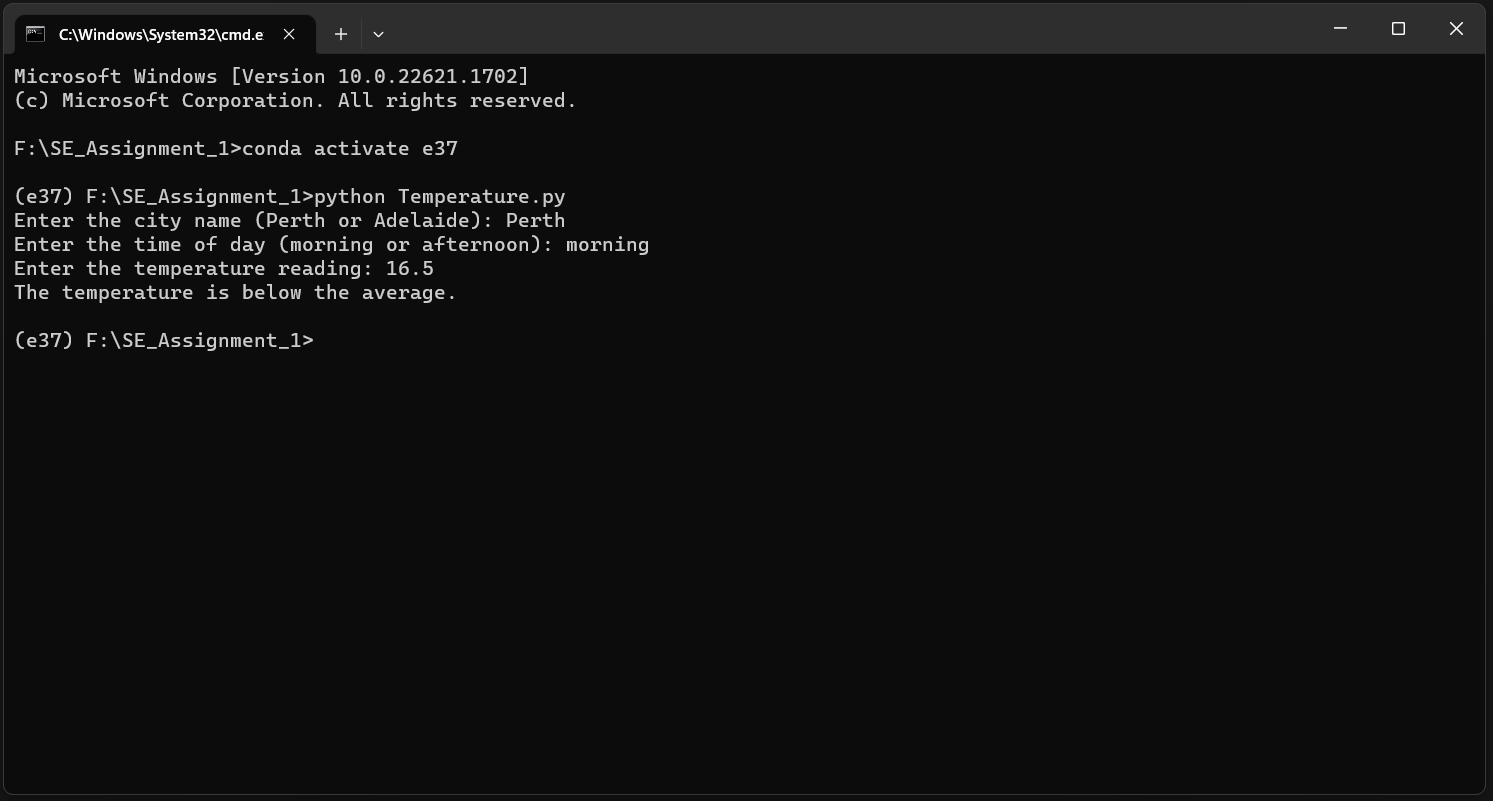 C:\Windows\System32\cmd.e
Microsoft Windows [Version 10.0.22621.1702]
(c) Microsoft Corporation. All rights reserved.
F:\SE_Assignment_1>conda activate e37
(e37) F:\SE_Assignment_1>python Temperature.py
Enter the city name (Perth or Adelaide): Perth
Enter the time of day (morning or afternoon): morning
Enter the temperature reading: 16.5
The temperature is below the average.
(e37) F:\SE_Assignment_1>